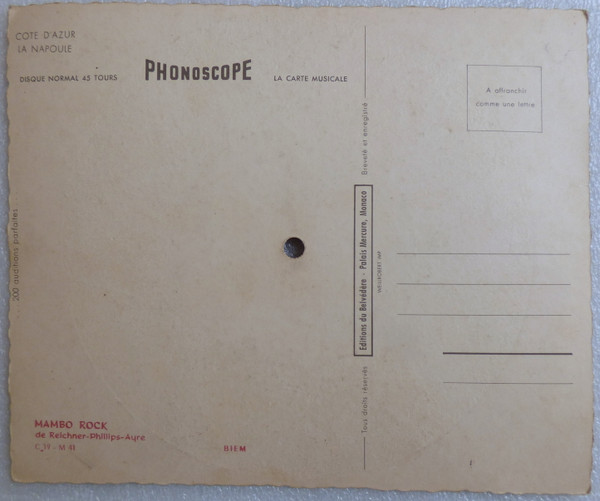 COTE D'AZUR
LA NAPOULE
DISQUE NORMAL 45 TOURS
PHONOSCOPE
LA CARTE MUSICALE
A affranchir
comme une lettre
200 auditions parfaites
Breveté et enregistré
Editions du Belvédère - Palais Mercure, Monaco
Tous droits réservés
MAMBO ROCK
de Reichner-Phillips-Ayre
BIEM